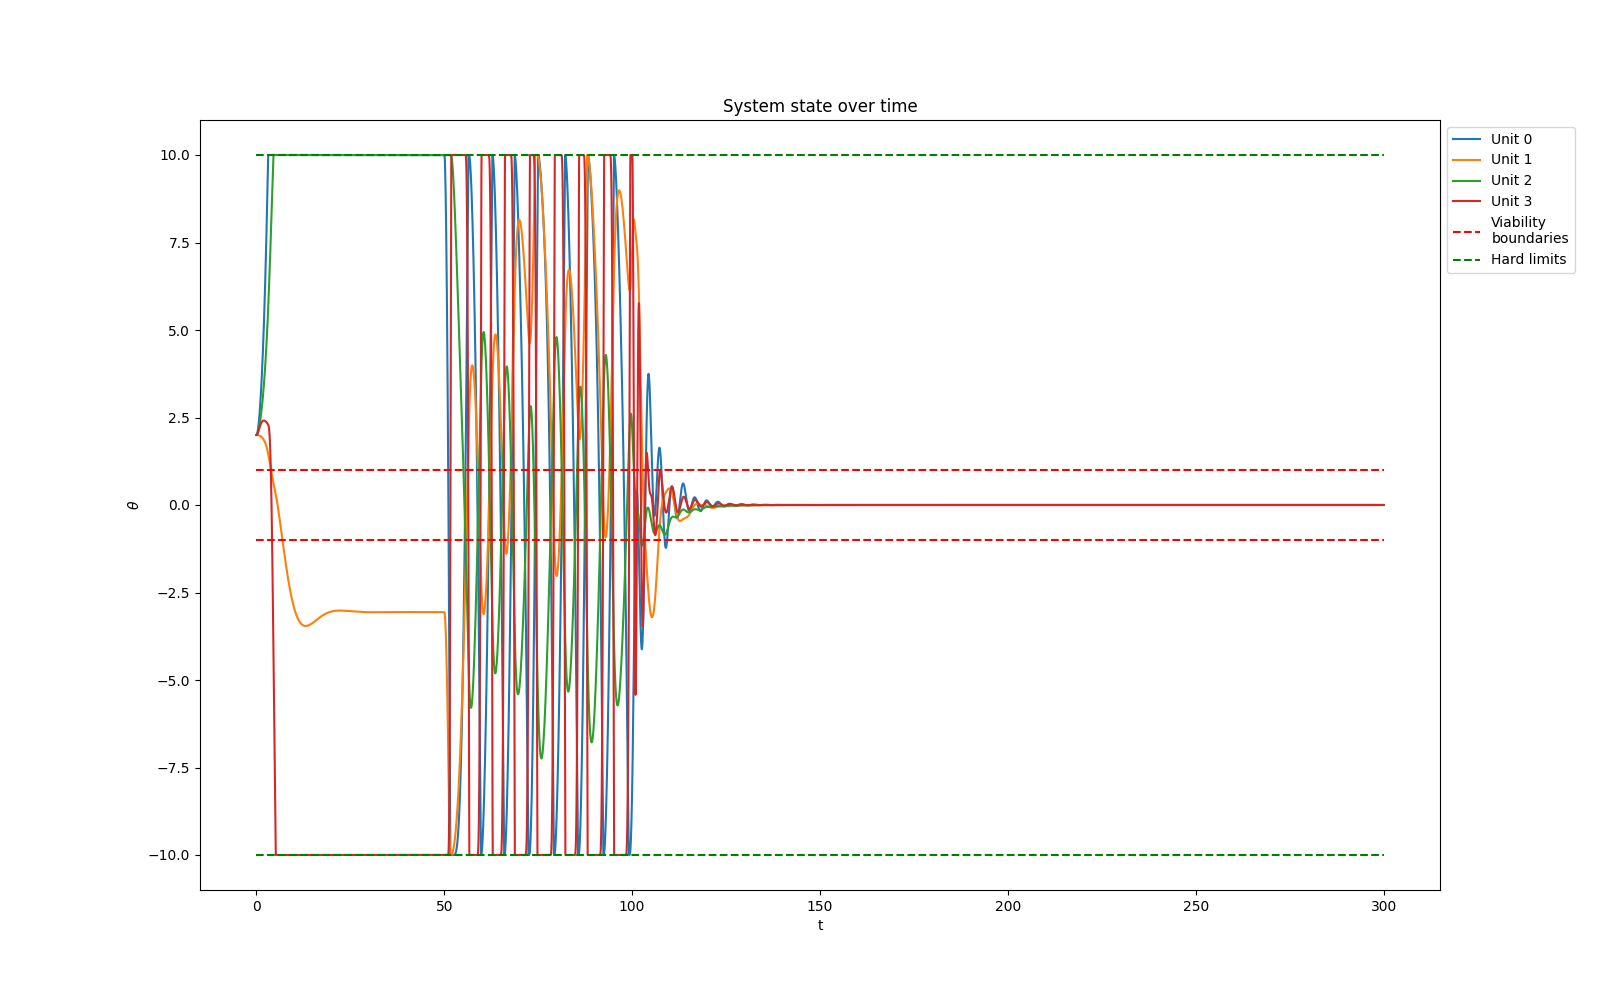 System state over time
10.0
7.5
5.0
2.5
0.0
−2.5
−5.0
−7.5
−10.0
θ
0
50
100
150
200
250
300
t
Unit 0
Unit 1
Unit 2
Unit 3
Viability
boundaries
Hard limits